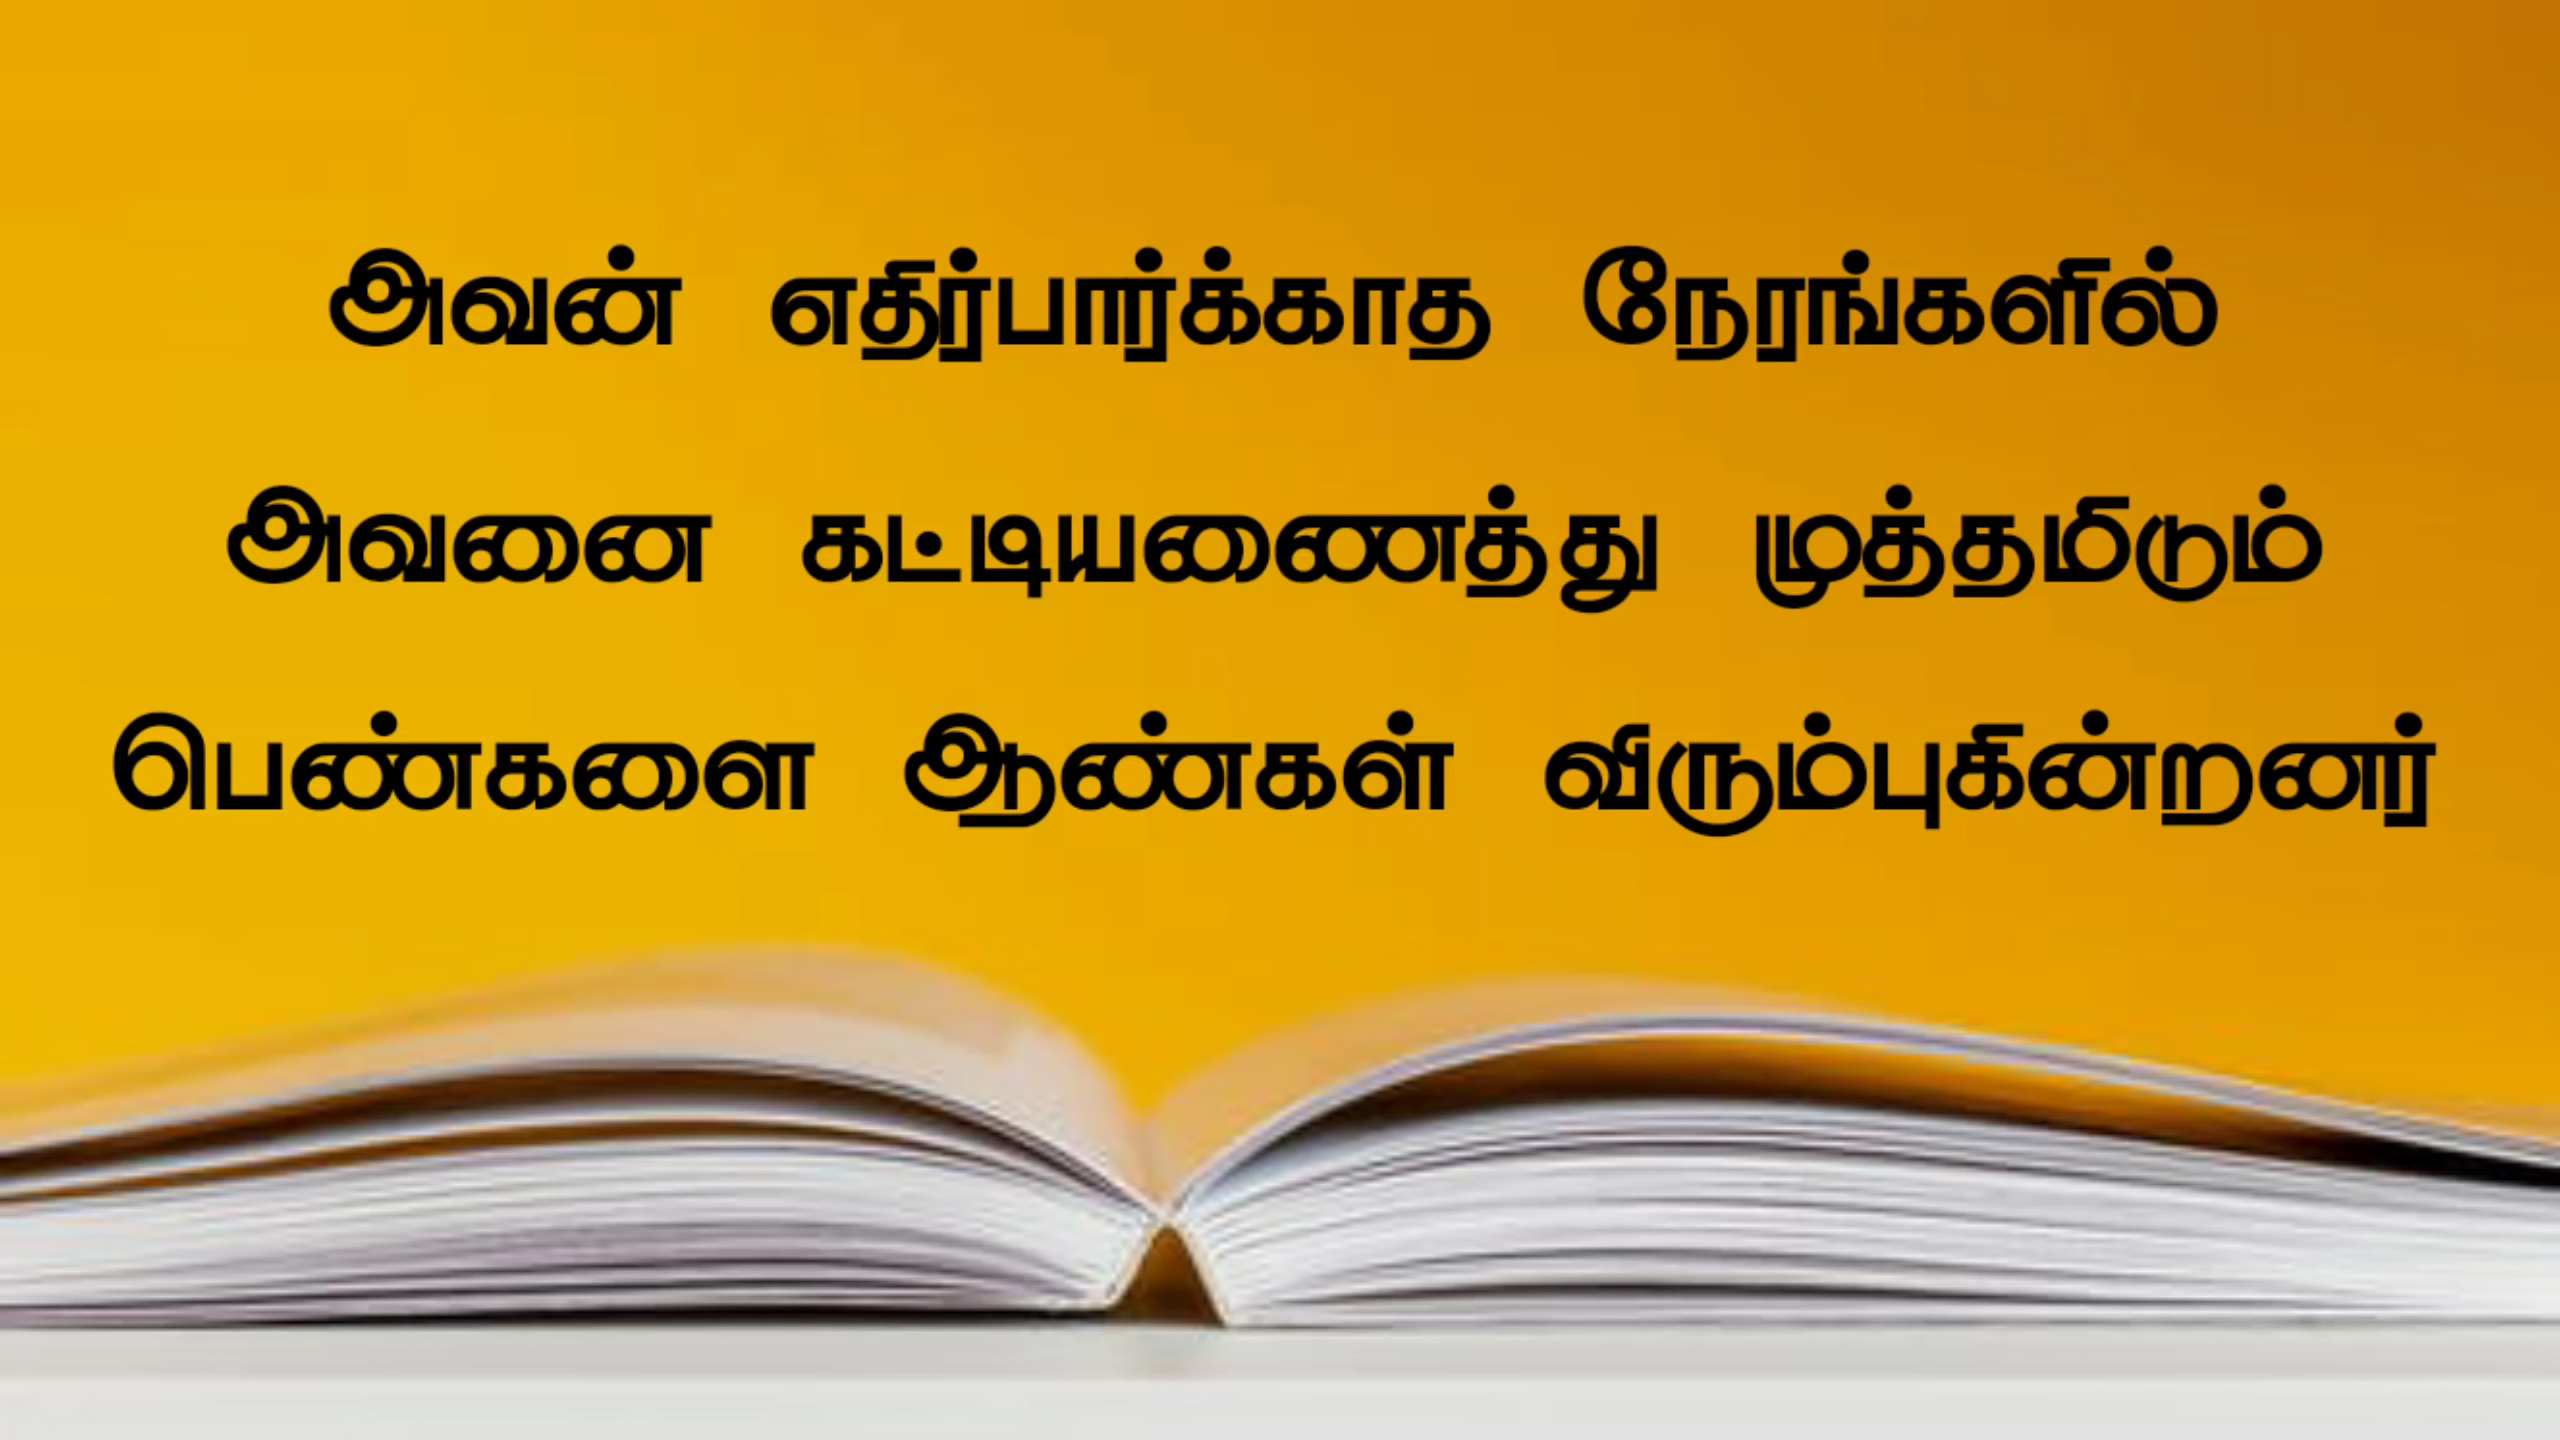 அவன் எதிர்பார்க்காத நேரங்களில்
அவனை கட்டியணைத்து முத்தமிடும்
பெண்களை ஆண்கள் விரும்புகின்றனர்